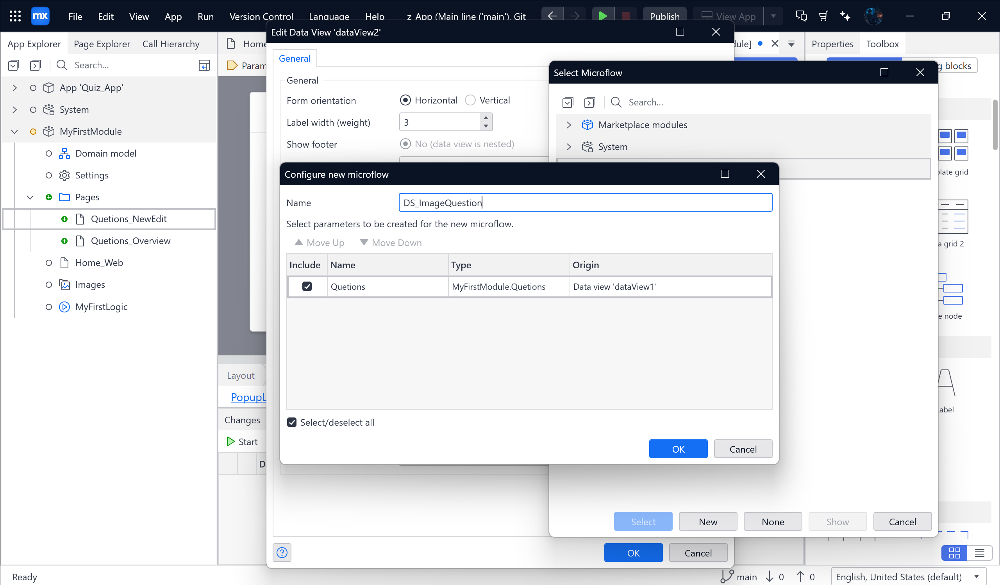 mx File Edit View App Run Version Control Language Help z_App (Main line ('main'), Git Publish View App
App Explorer Page Explorer Call Hierarchy
Search...
App 'Quiz_App'
System
MyFirstModule
Domain model
Settings
Pages
Quetions_NewEdit
Quetions_Overview
Home_Web
Images
MyFirstLogic
Home
Param
Layout
PopupL
Changes
Start
D
Edit Data View 'dataView2'
General
General
Form orientation Horizontal Vertical
Label width (weight) 3
Show footer No (data view is nested)
OK Cancel
dule]
Properties Toolbox
g blocks
Select Microflow
Search...
Marketplace modules
System
Select New None Show Cancel
Configure new microflow
Name DS_ImageQuestion
Select parameters to be created for the new microflow.
Move Up Move Down
Include Name Type Origin
Quetions MyFirstModule.Quetions Data view 'dataView1'
Select/deselect all
OK Cancel
plate grid
a grid 2
e node
A
Label
Ready main 0 0 English, United States (default)